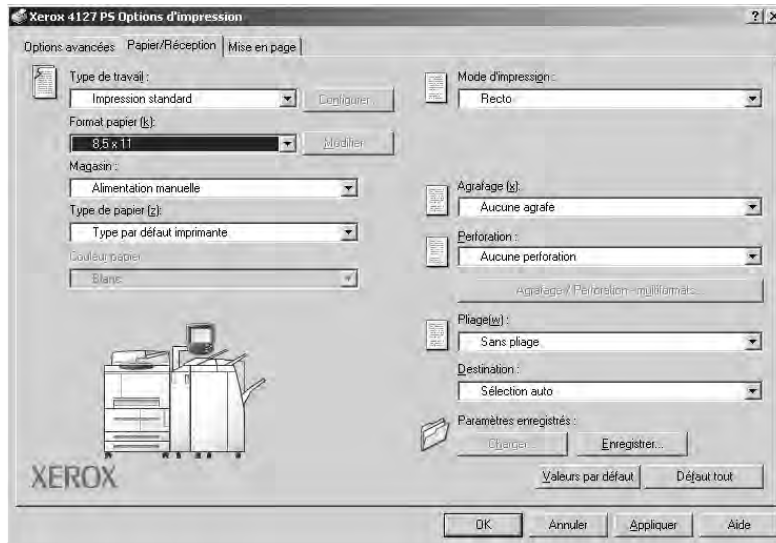 Xerox 4127 PS Options d'impression
Options avancées
Papier/Réception
Mise en page
Type de travail :
Impression standard
Configurer
Format papier (k):
8,5 x 11
Modifier
Magasin :
Alimentation manuelle
Type de papier (z):
Type par défaut imprimante
Couleur papier
Blanc
XEROX
Mode d'impression :
Recto
Agrafage (x):
Aucune agrafe
Perforation :
Aucune perforation
Agrafage / Perforation - multiformats...
Pliage(w) :
Sans pliage
Destination :
Sélection auto
Paramètres enregistrés :
Charger...
Enregistrer...
Valeurs par défaut
Défaut tout
OK
Annuler
Appliquer
Aide